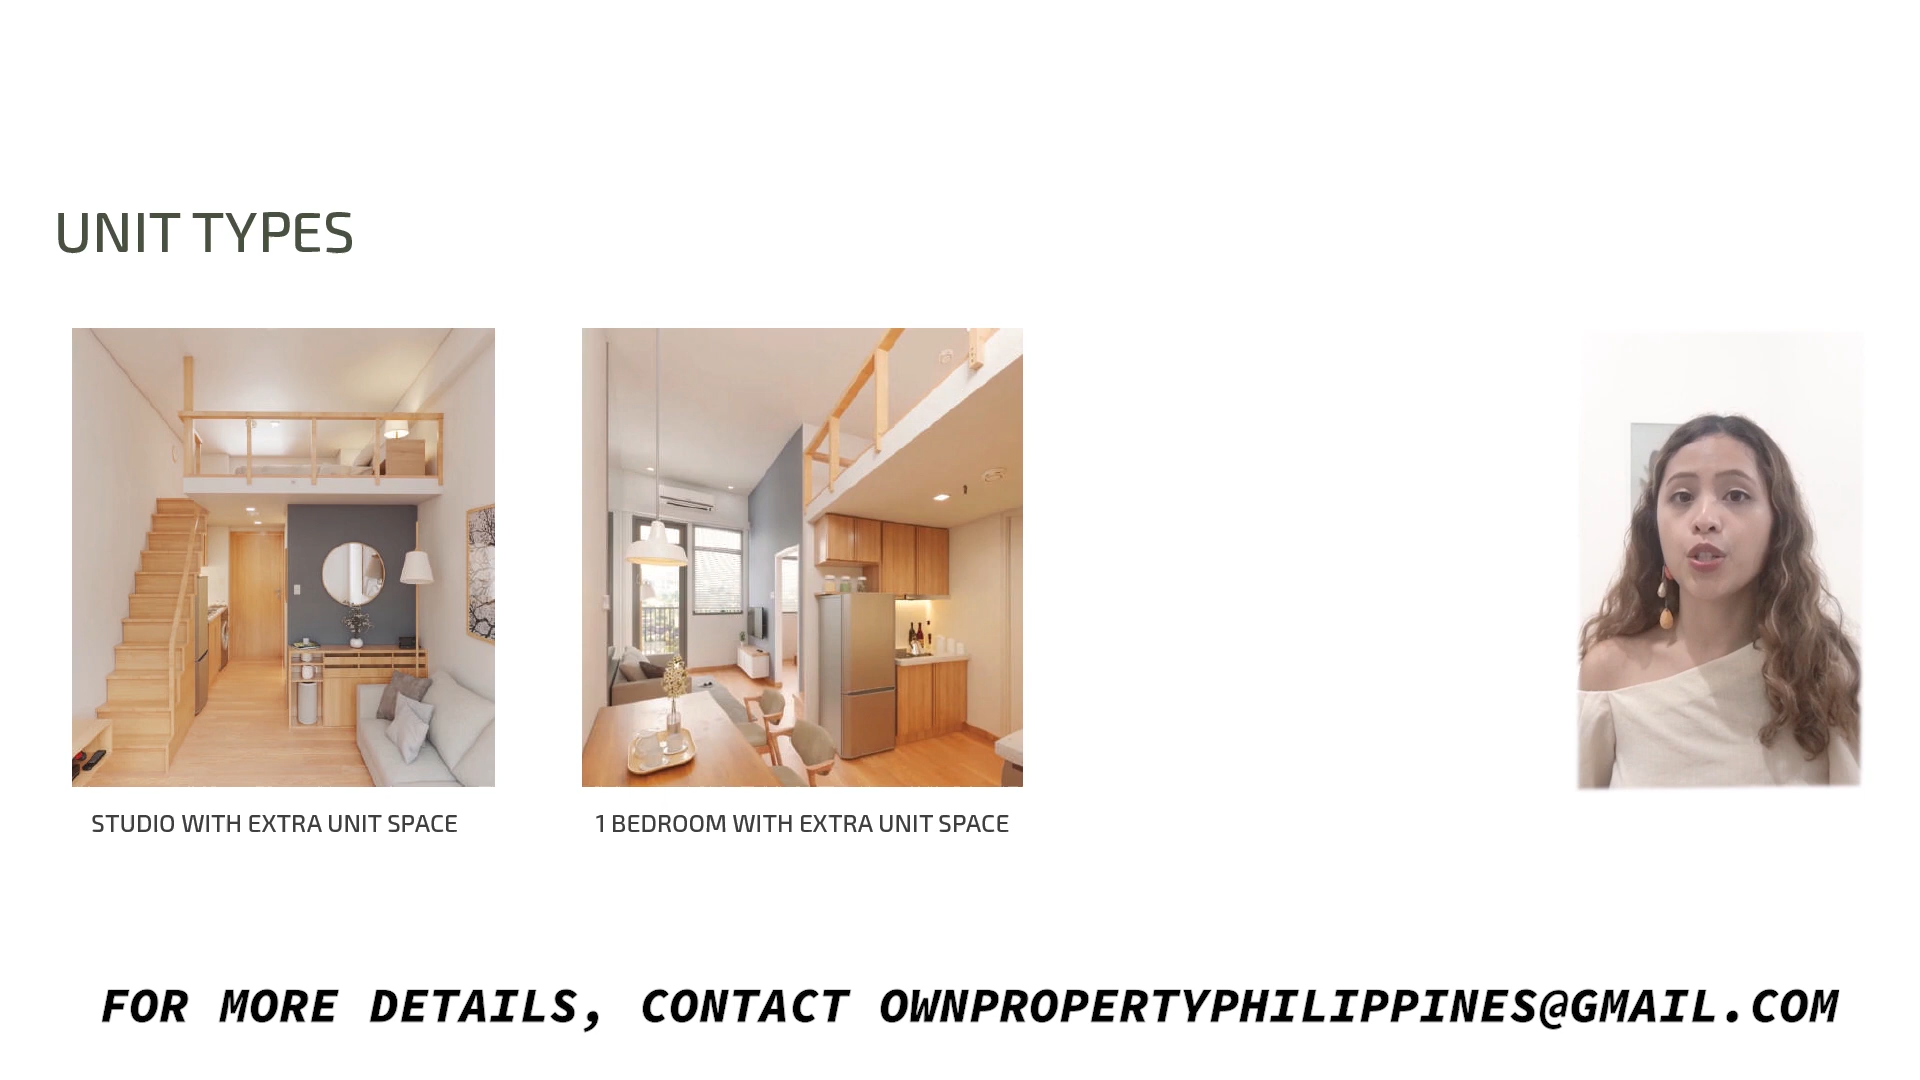 UNIT TYPES
STUDIO WITH EXTRA UNIT SPACE
1 BEDROOM WITH EXTRA UNIT SPACE
FOR MORE DETAILS, CONTACT OWNPROPERTYPHILIPPINES@GMAIL.COM